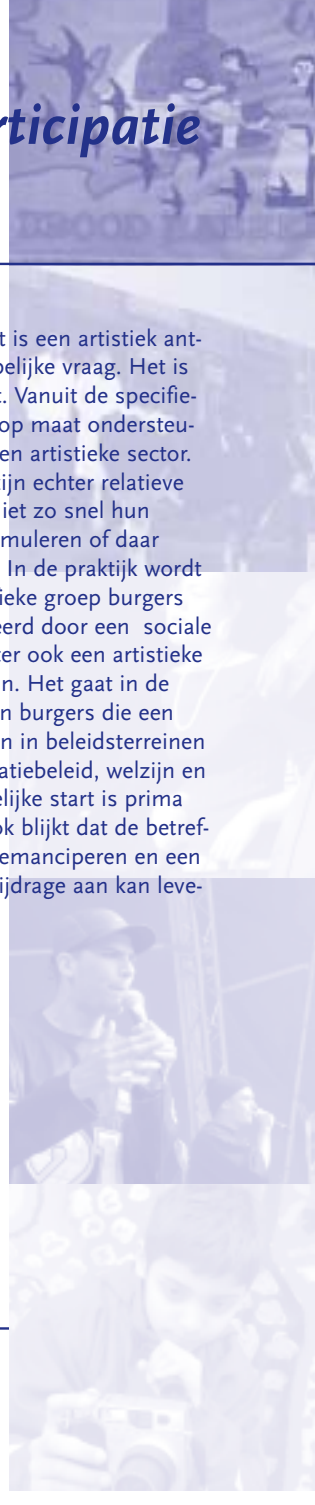 rticipatie
t is een artistiek ant-
elijke vraag. Het is
. Vanuit de specifie-
op maat ondersteu-
en artistieke sector.
ijn echter relatieve
iet zo snel hun
muleren of daar
In de praktijk wordt
ieke groep burgers
eerd door een sociale
er ook een artistieke
n. Het gaat in de
n burgers die een
n in beleidsterreinen
atiebeleid, welzijn en
elijke start is prima
ok blijkt dat de betref-
emanciperen en een
ijdrage aan kan leve-